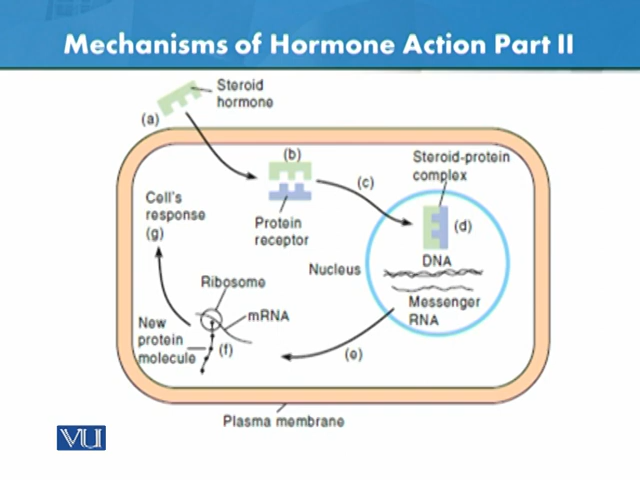 Mechanisms of Hormone Action Part II
Steroid
hormone
(a)
(b)
Steroid-protein
complex
(c)
Cell's
response
(g)
Protein
receptor
(d)
DNA
Nucleus
Ribosome
Messenger
RNA
mRNA
New
protein
molecule
(f)
(e)
Plasma membrane
VU